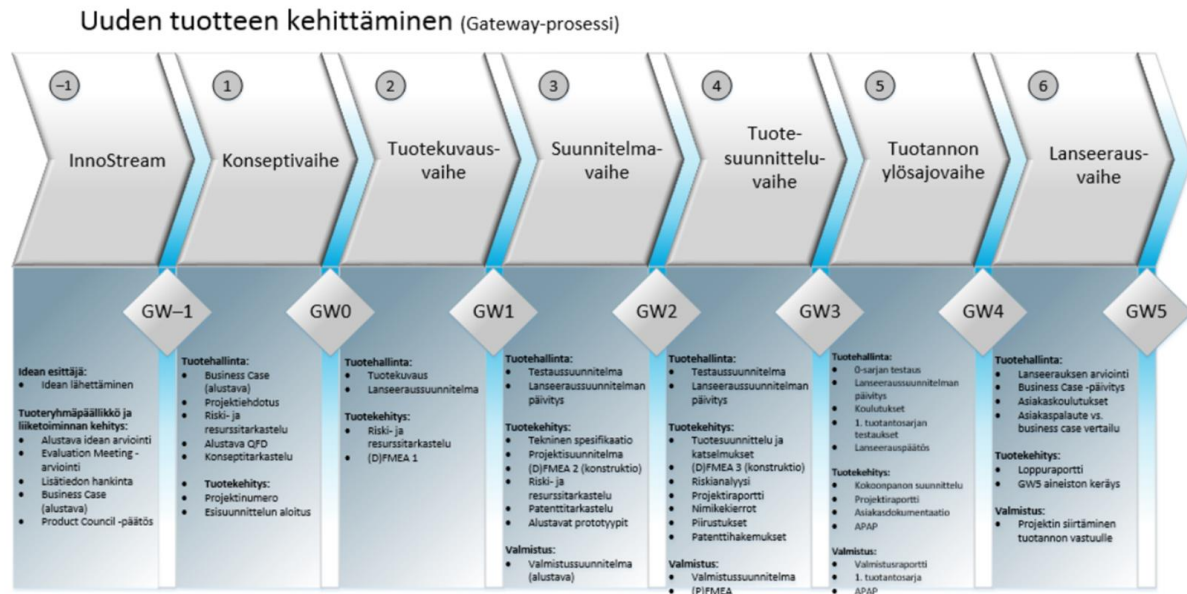 Uuden tuotteen kehittäminen (Gateway-prosessi)
–1
InnoStream
1
Konseptivaihe
2
Tuotekuvaus-
vaihe
3
Suunnitelma-
vaihe
4
Tuote-
suunnittelu-
vaihe
5
Tuotannon
ylösajovaihe
6
Lanseeraus-
vaihe
GW–1
GW0
GW1
GW2
GW3
GW4
GW5
Idean esittäjä:
• Idean lähettäminen
Tuoteryhmäpäällikkö ja
liiketoiminnan kehitys:
• Alustava idean arviointi
• Evaluation Meeting -
arviointi
• Lisätiedon hankinta
• Business Case
(alustava)
• Product Council -päätös
Tuotehallinta:
• Business Case
(alustava)
• Projektiehdotus
• Riski- ja
resurssitarkastelu
• Alustava QFD
• Konseptitarkastelu
• Tuotekehitys:
• Projektinumero
• Esisuunnittelun aloitus
Tuotehallinta:
• Tuotekuvaus
• Lanseeraussuunnitelma
Tuotekehitys:
• Riski- ja
resurssitarkastelu
• (D)FMEA 1
Tuotehallinta:
• Testaussuunnitelma
• Lanseeraussuunnitelman
päivitys
Tuotekehitys:
• Tekninen spesifikaatio
• Projektisuunnitelma
• (D)FMEA 2 (konstruktio)
• Riski- ja
resurssitarkastelu
• Patenttitarkastelu
• Alustavat prototyypit
Valmistus:
• Valmistussuunnitelma
(alustava)
Tuotehallinta:
• Testaussuunnitelma
• Lanseeraussuunnitelman
päivitys
Tuotekehitys:
• Tuotesuunnittelu ja
katselmukset
• (D)FMEA 3 (konstruktio)
• Riskianalyysi
• Projektiraportti
• Nimikekierrot
• Piirustukset
• Patenttihakemukset
Valmistus:
• Valmistussuunnitelma
• (P)FMEA
Tuotehallinta:
• 0-sarjan testaus
• Lanseeraussuunnitelman
päivitys
• Koulutukset
• 1. tuotantosarjan
testaukset
• Lanseerauspäätös
Tuotekehitys:
• Kokoonpanon suunnittelu
• Projektiraportti
• Asiakasdokumentaatio
• APAP
Valmistus:
• Valmistusraportti
• 1. tuotantosarja
• APAP
Tuotehallinta:
• Lanseerauksen arviointi
• Business Case -päivitys
• Asiakaskoulutukset
• Asiakaspalaute vs.
business case vertailu
Tuotekehitys:
• Loppuraportti
• GW5 aineiston keräys
Valmistus:
• Projektin siirtäminen
tuotannon vastuulle